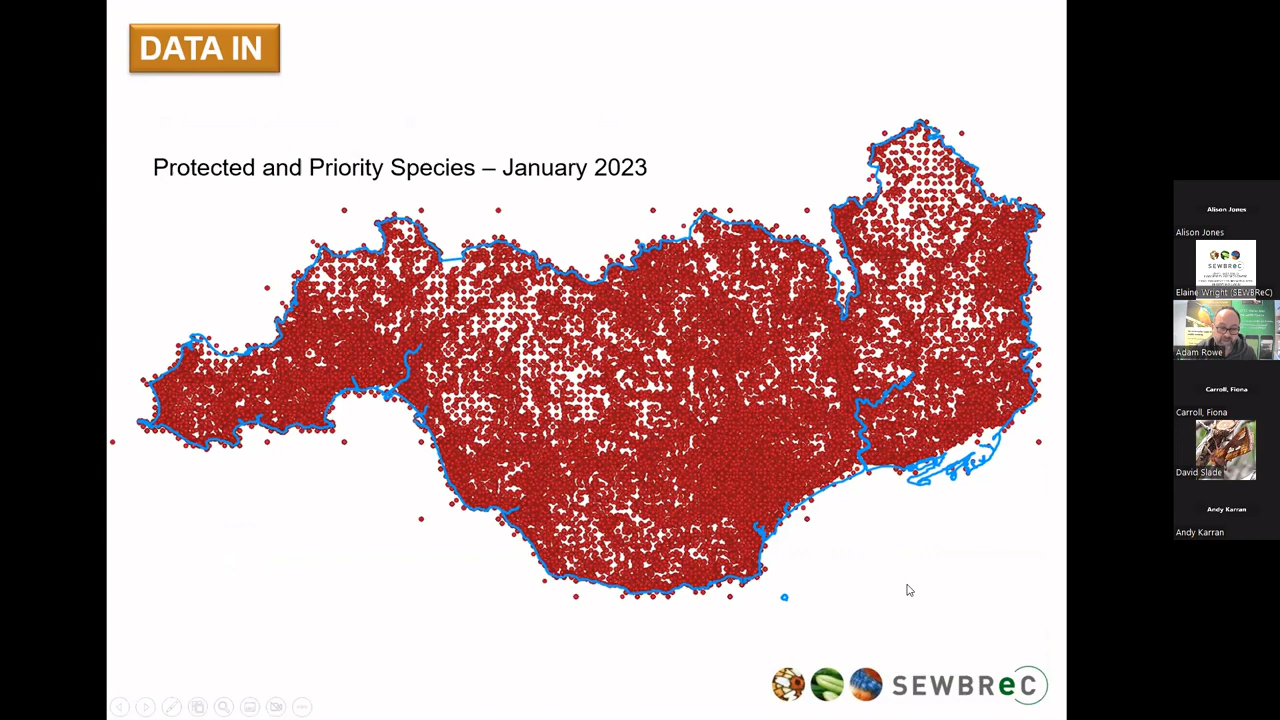 DATA IN
Protected and Priority Species – January 2023
SEWBReC
Alison Jones
Alison Jones
SEWBReC
Elaine Wright (SEWBReC)
Adam Rowe
Carroll, Fiona
Carroll, Fiona
David Slade
Andy Karran
Andy Karran